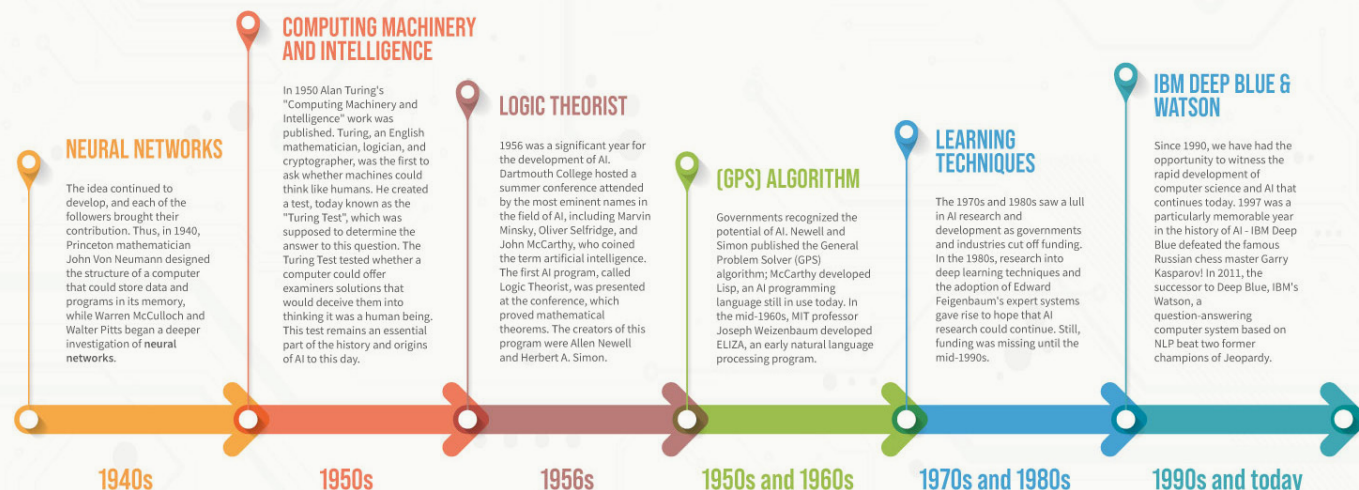 NEURAL NETWORKS
The idea continued to
develop, and each of the
followers brought their
contribution. Thus, in 1940,
Princeton mathematician
John Von Neumann designed
the structure of a computer
that could store data and
programs in its memory,
while Warren McCulloch and
Walter Pitts began a deeper
investigation of neural
networks.
1940s
COMPUTING MACHINERY
AND INTELLIGENCE
In 1950 Alan Turing's
"Computing Machinery and
Intelligence" work was
published. Turing, an English
mathematician, logician, and
cryptographer, was the first to
ask whether machines could
think like humans. He created
a test, today known as the
"Turing Test", which was
supposed to determine the
answer to this question. The
Turing Test tested whether a
computer could offer
examiners solutions that
would deceive them into
thinking it was a human being.
This test remains an essential
part of the history and origins
of AI to this day.
1950s
LOGIC THEORIST
1956 was a significant year for
the development of AI.
Dartmouth College hosted a
summer conference attended
by the most eminent names in
the field of AI, including Marvin
Minsky, Oliver Selfridge, and
John McCarthy, who coined
the term artificial intelligence.
The first AI program, called
Logic Theorist, was presented
at the conference, which
proved mathematical
theorems. The creators of this
program were Allen Newell
and Herbert A. Simon.
1956s
(GPS) ALGORITHM
Governments recognized the
potential of AI. Newell and
Simon published the General
Problem Solver (GPS)
algorithm; McCarthy developed
Lisp, an AI programming
language still in use today. In
the mid-1960s, MIT professor
Joseph Weizenbaum developed
ELIZA, an early natural language
processing program.
1950s and 1960s
LEARNING
TECHNIQUES
The 1970s and 1980s saw a lull
in AI research and
development as governments
and industries cut off funding.
In the 1980s, research into
deep learning techniques and
the adoption of Edward
Feigenbaum's expert systems
gave rise to hope that AI
research could continue. Still,
funding was missing until the
mid-1990s.
1970s and 1980s
IBM DEEP BLUE &
WATSON
Since 1990, we have had the
opportunity to witness the
rapid development of
computer science and AI that
continues today. 1997 was a
particularly memorable year
in the history of AI - IBM Deep
Blue defeated the famous
Russian chess master Garry
Kasparov! In 2011, the
successor to Deep Blue, IBM's
Watson, a
question-answering
computer system based on
NLP beat two former
champions of Jeopardy.
1990s and today